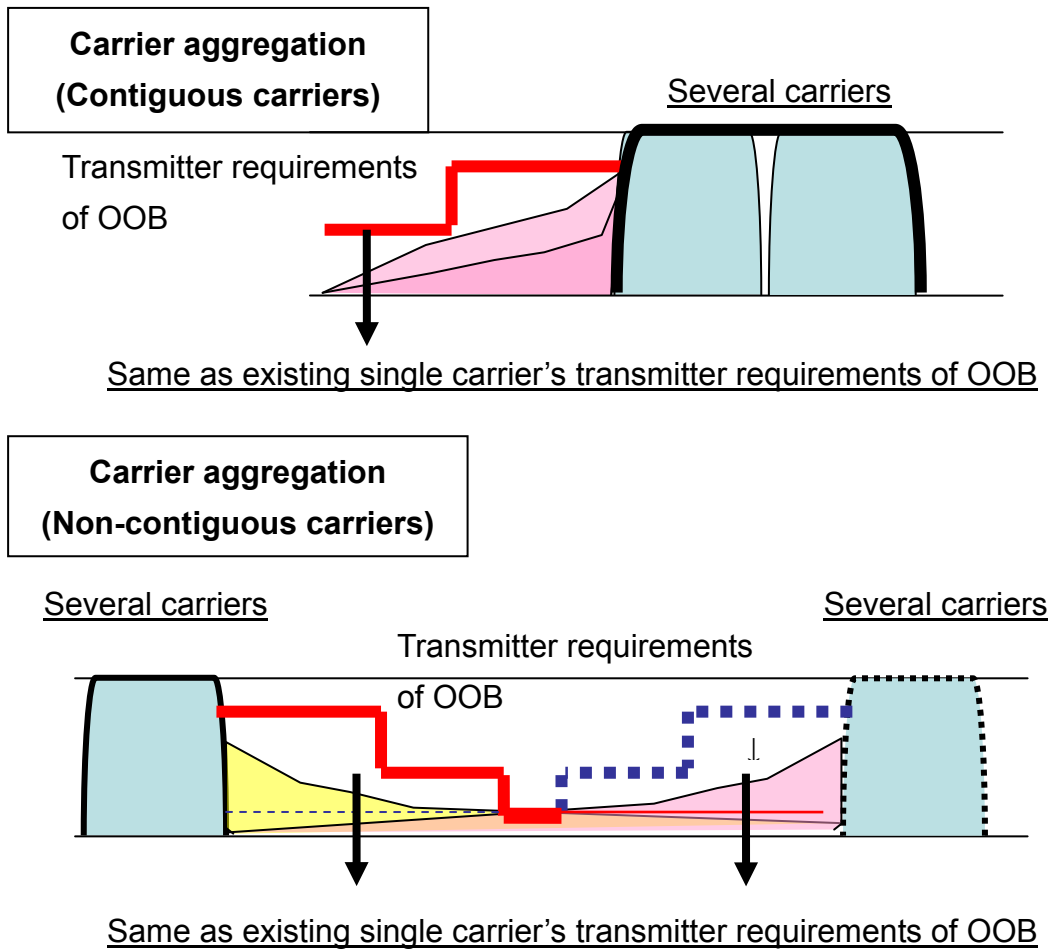 Carrier aggregation
(Contiguous carriers)
Several carriers
Transmitter requirements
of OOB
Same as existing single carrier’s transmitter requirements of OOB
Carrier aggregation
(Non-contiguous carriers)
Several carriers
Several carriers
Transmitter requirements
of OOB
Same as existing single carrier’s transmitter requirements of OOB